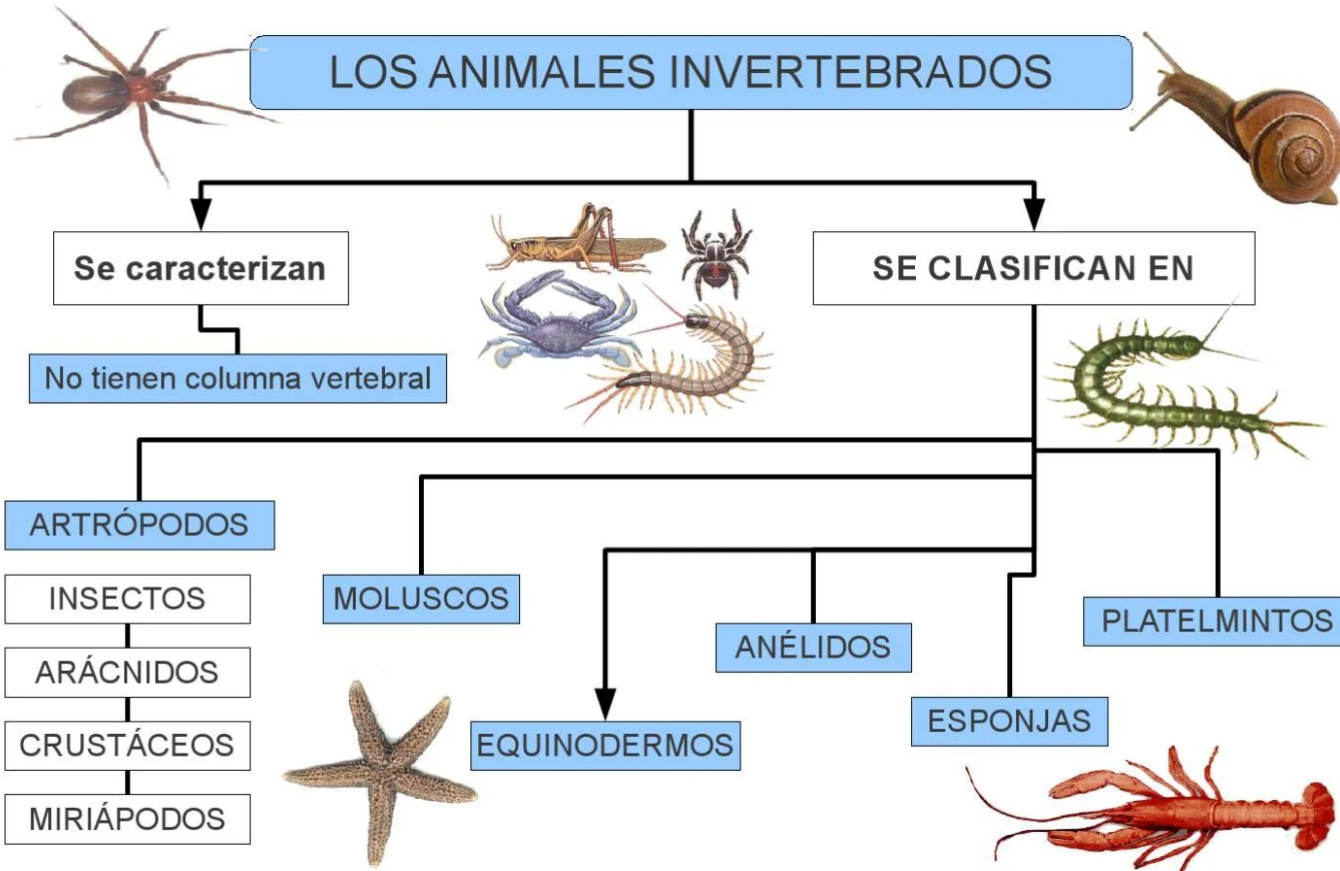 LOS ANIMALES INVERTEBRADOS
Se caracterizan
SE CLASIFICAN EN
No tienen columna vertebral
ARTRÓPODOS
INSECTOS
ARÁCNIDOS
CRUSTÁCEOS
MIRIÁPODOS
MOLUSCOS
EQUINODERMOS
ANÉLIDOS
ESPONJAS
PLATELMINTOS